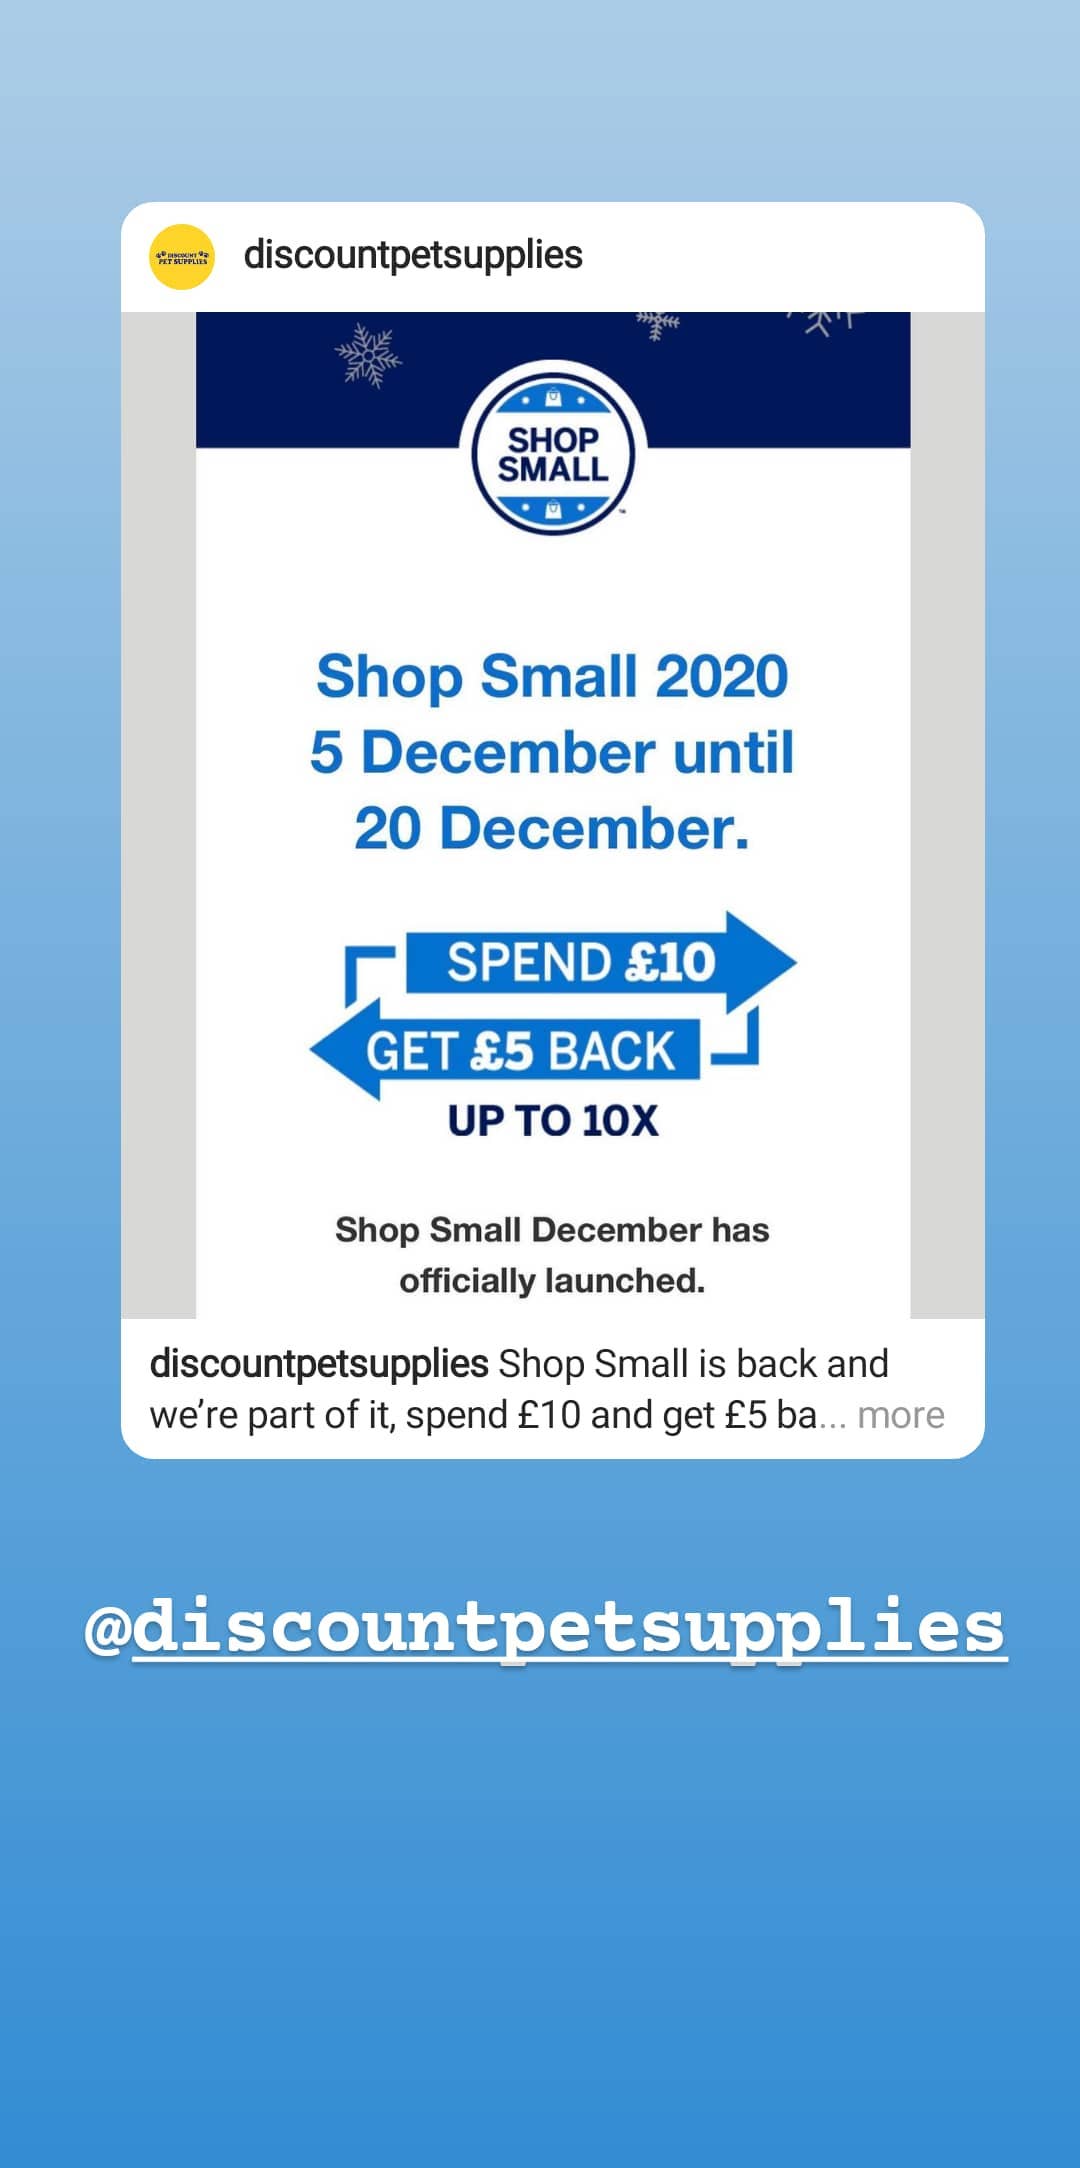 DISCOUNT
PET SUPPLIES
discountpetsupplies
SHOP
SMALL
™
Shop Small 2020
5 December until
20 December.
SPEND £10
GET £5 BACK
UP TO 10X
Shop Small December has
officially launched.
discountpetsupplies Shop Small is back and
we’re part of it, spend £10 and get £5 ba... more
@discountpetsupplies